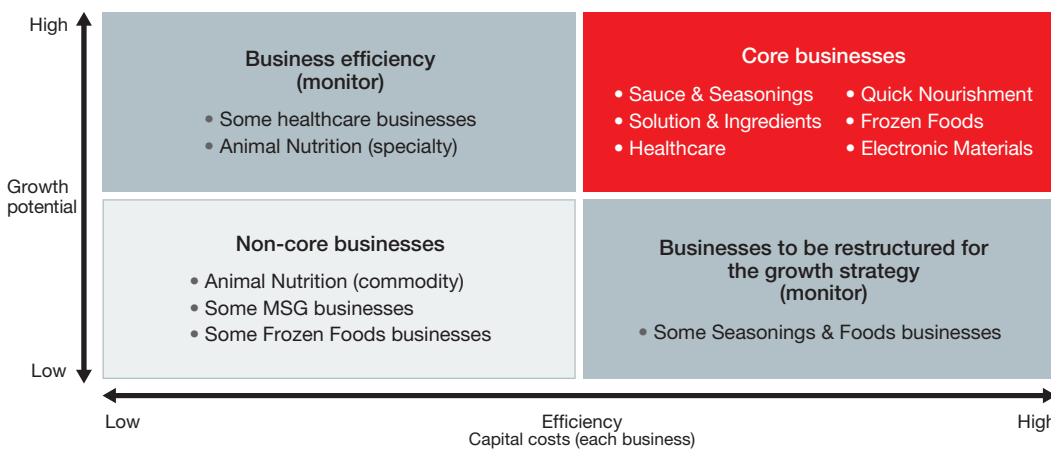 High
Growth
potential
Low
Business efficiency
(monitor)
• Some healthcare businesses
• Animal Nutrition (specialty)
Core businesses
• Sauce & Seasonings
• Solution & Ingredients
• Healthcare
• Quick Nourishment
• Frozen Foods
• Electronic Materials
Non-core businesses
• Animal Nutrition (commodity)
• Some MSG businesses
• Some Frozen Foods businesses
Businesses to be restructured for
the growth strategy
(monitor)
• Some Seasonings & Foods businesses
Low
Efficiency
High
Capital costs (each business)